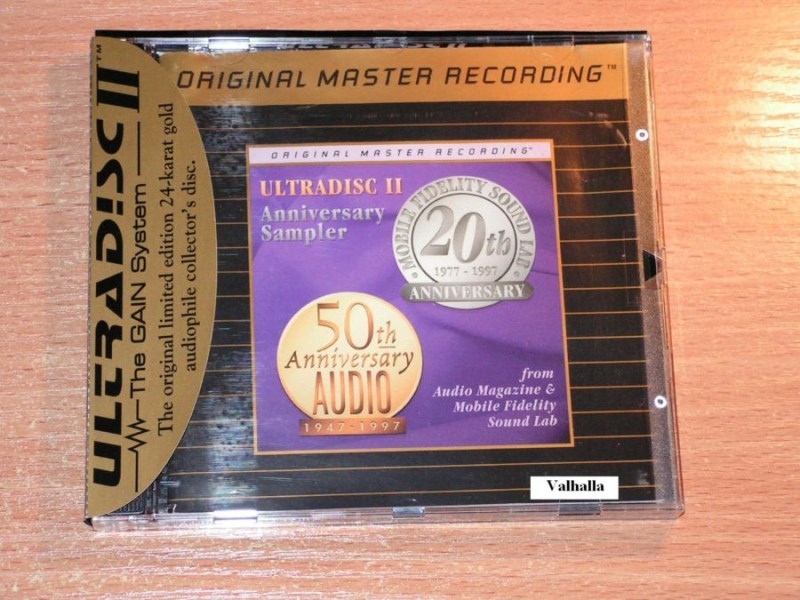 ULTRADISC II™
The GAIN System
The original limited edition 24-karat gold
audiophile collector's disc.
ORIGINAL MASTER RECORDING™
ORIGINAL MASTER RECORDING
ULTRADISC II
Anniversary
Sampler
MOBILE FIDELITY SOUND LAB
20th
1977 - 1997
ANNIVERSARY
50th
Anniversary
AUDIO
1947-1997
from
Audio Magazine &
Mobile Fidelity
Sound Lab
Valhalla